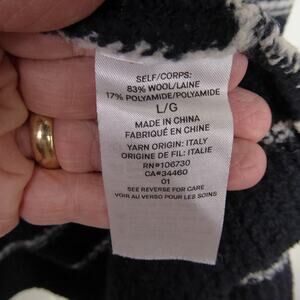 SELF/CORPS:
83% WOOL/LAINE
17% POLYAMIDE/POLYAMIDE
L/G
MADE IN CHINA
FABRIQUÉ EN CHINE
YARN ORIGIN: ITALY
ORIGINE DE FIL: ITALIE
RN#106730
CA#34460
01
SEE REVERSE FOR CARE
VOIR AU VERSO POUR LES SOINS